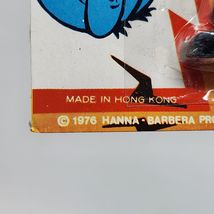 MADE IN HONG KONG
© 1976 HANNA-BARBERA PRO